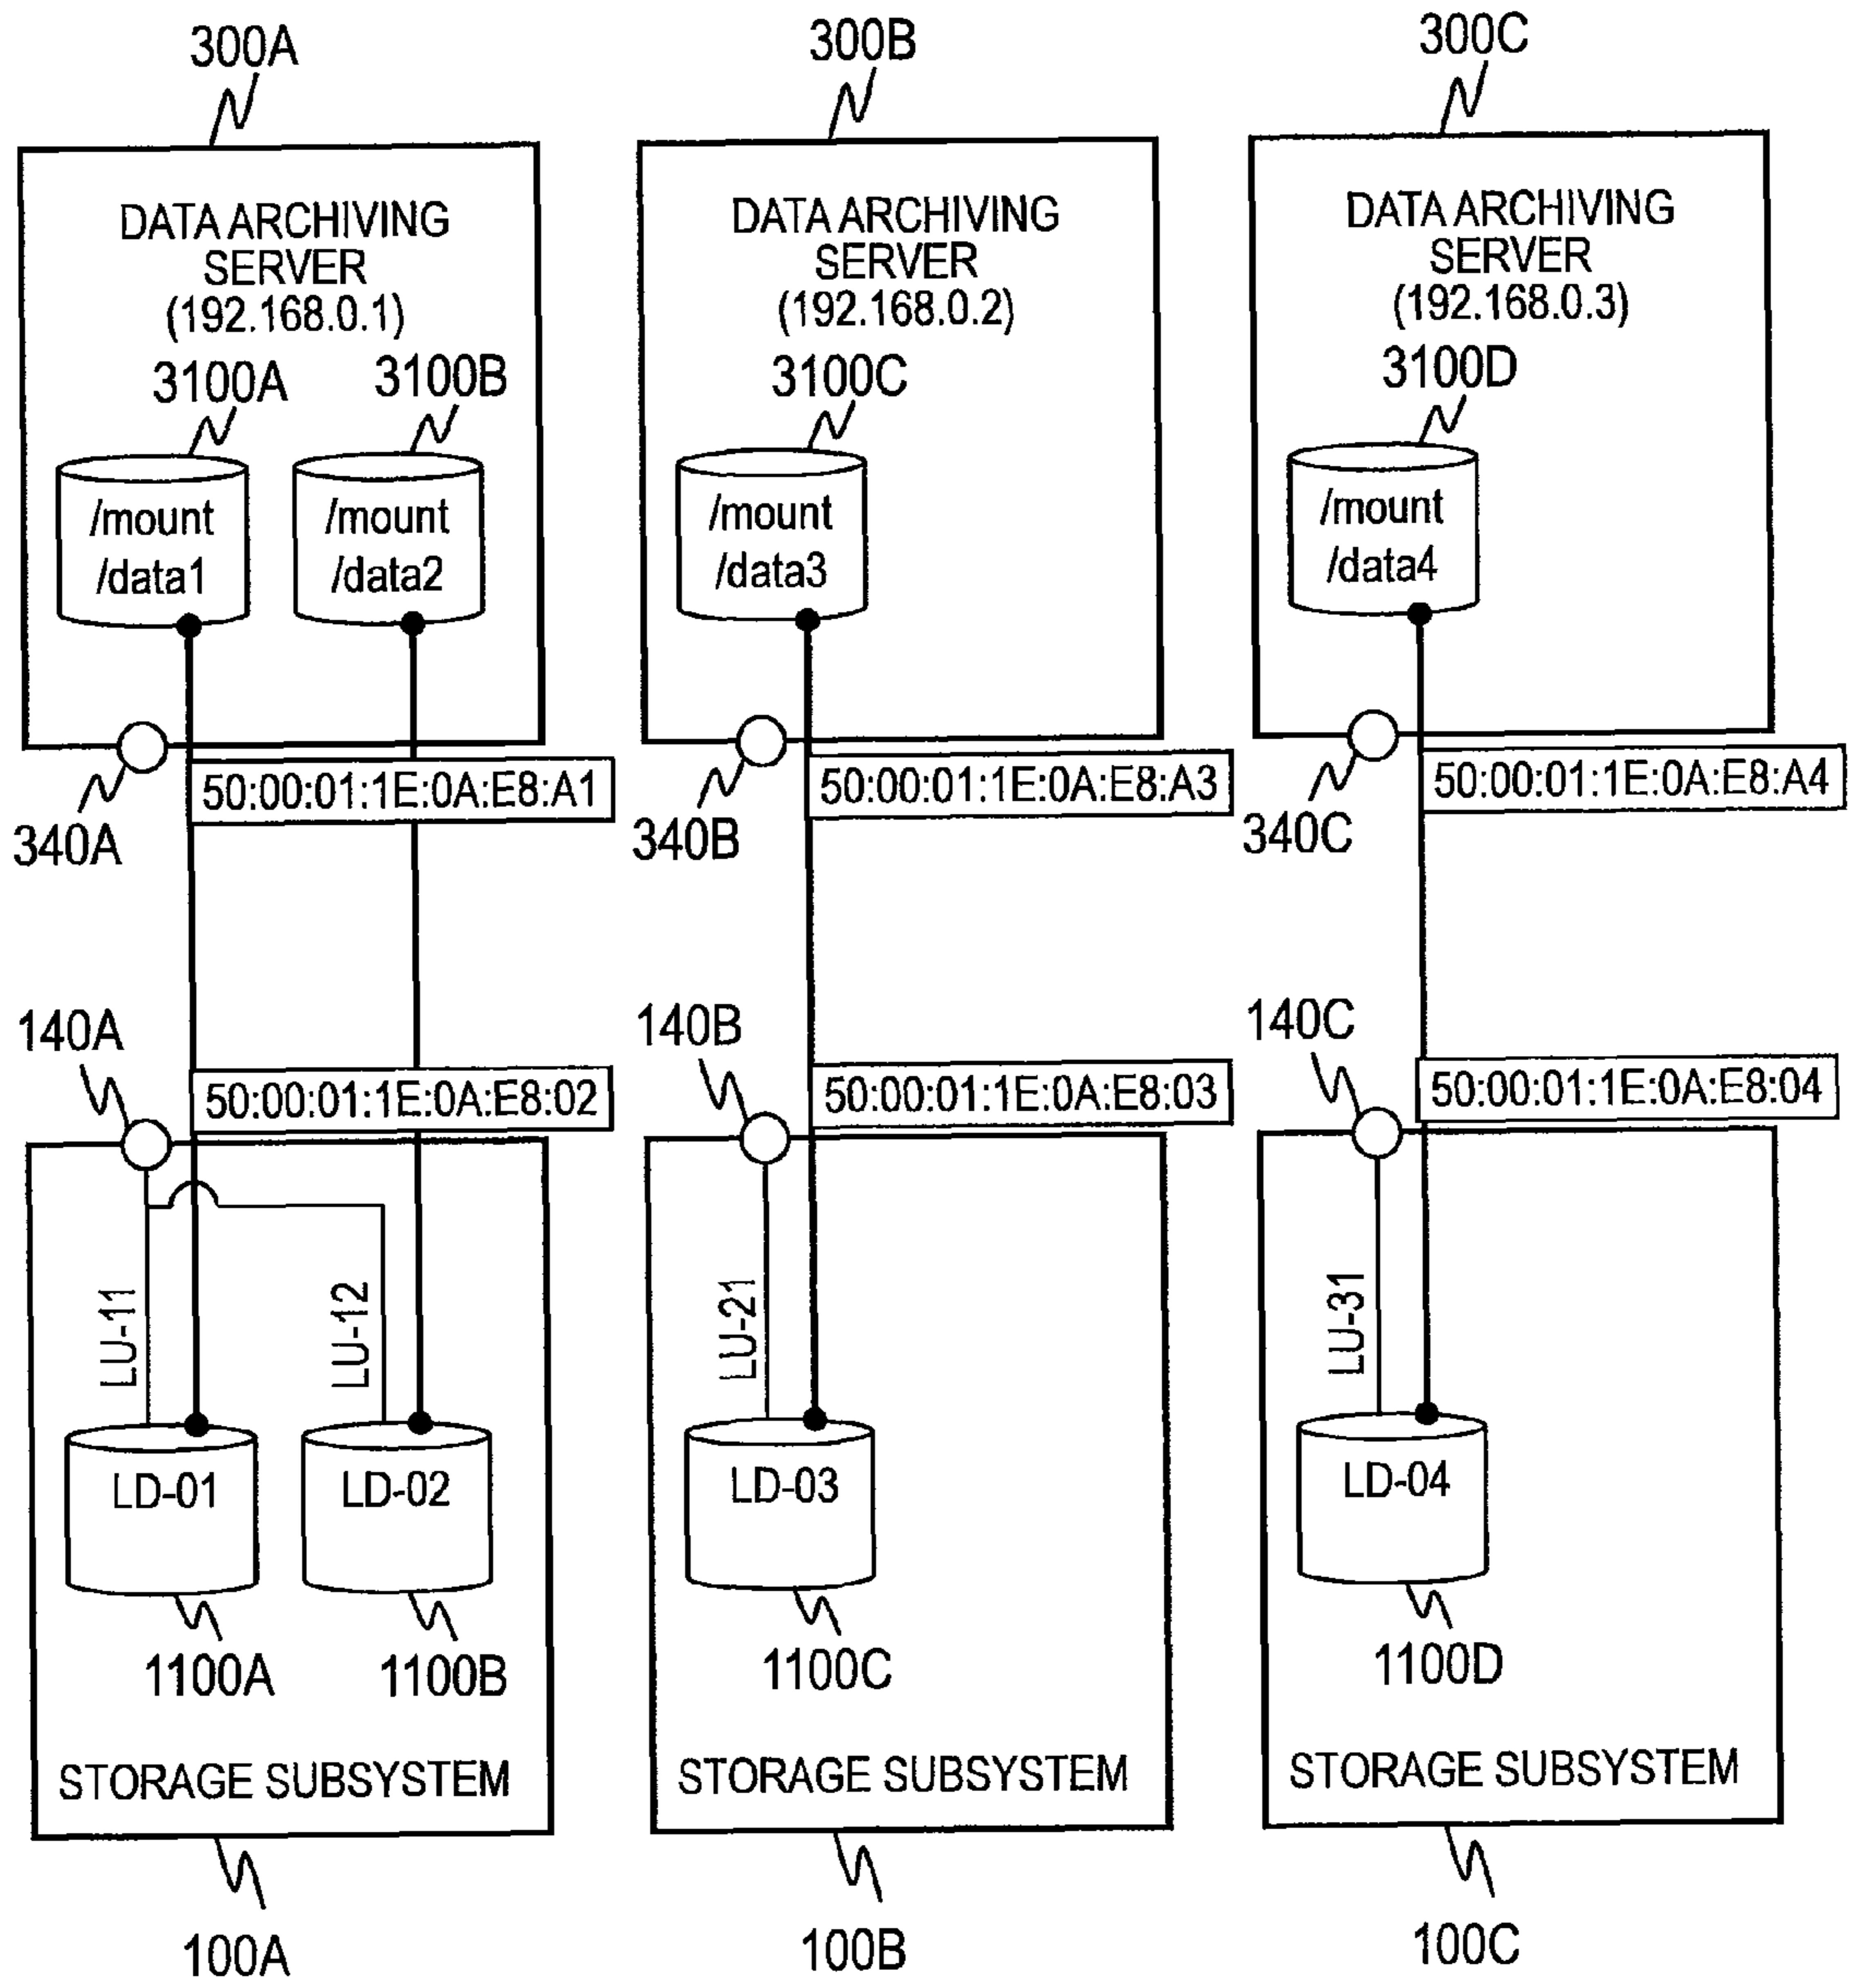 300A
300B
300C
DATA ARCHIVING
SERVER
(192.168.0.1)
DATA ARCHIVING
SERVER
(192.168.0.2)
DATA ARCHIVING
SERVER
(192.168.0.3)
3100A
3100B
3100C
3100D
/mount
/data1
/mount
/data2
/mount
/data3
/mount
/data4
50:00:01:1E:0A:E8:A1
50:00:01:1E:0A:E8:A3
50:00:01:1E:0A:E8:A4
340A
340B
340C
140A
140B
140C
50:00:01:1E:0A:E8:02
50:00:01:1E:0A:E8:03
50:00:01:1E:0A:E8:04
LU-11
LU-12
LU-21
LU-31
LD-01
LD-02
LD-03
LD-04
1100A
1100B
1100C
1100D
STORAGE SUBSYSTEM
STORAGE SUBSYSTEM
STORAGE SUBSYSTEM
100A
100B
100C